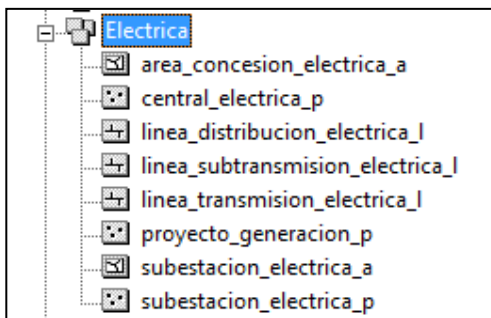 Electrica
area_concesion_electrica_a
central_electrica_p
linea_distribucion_electrica_l
linea_subtransmision_electrica_l
linea_transmision_electrica_l
proyecto_generacion_p
subestacion_electrica_a
subestacion_electrica_p